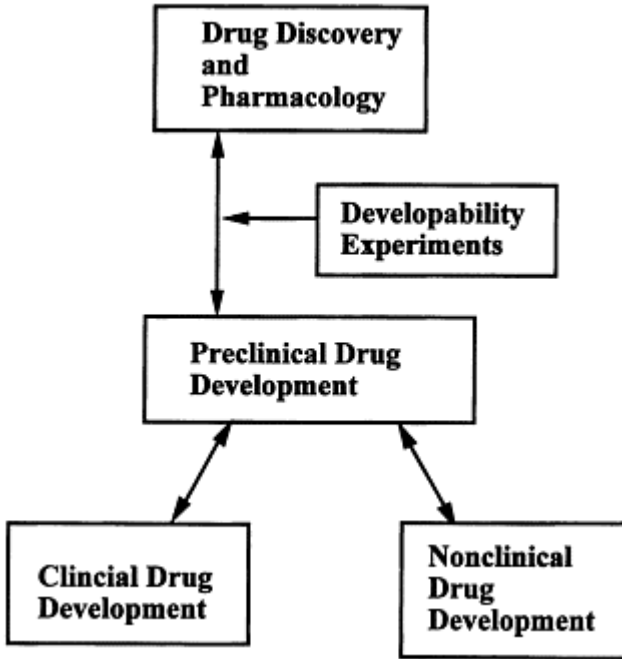 Drug Discovery
and
Pharmacology
Developability
Experiments
Preclinical Drug
Development
Clincial Drug
Development
Nonclinical
Drug
Development